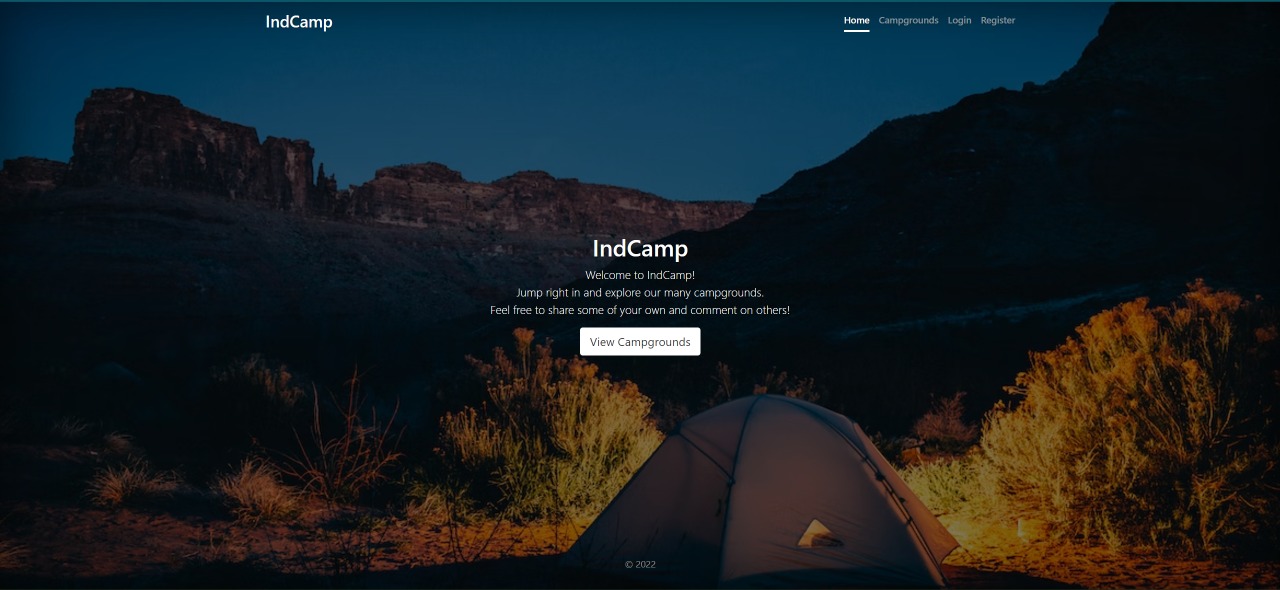 IndCamp
Home Campgrounds Login Register
IndCamp
Welcome to IndCamp!
Jump right in and explore our many campgrounds.
Feel free to share some of your own and comment on others!
View Campgrounds
© 2022